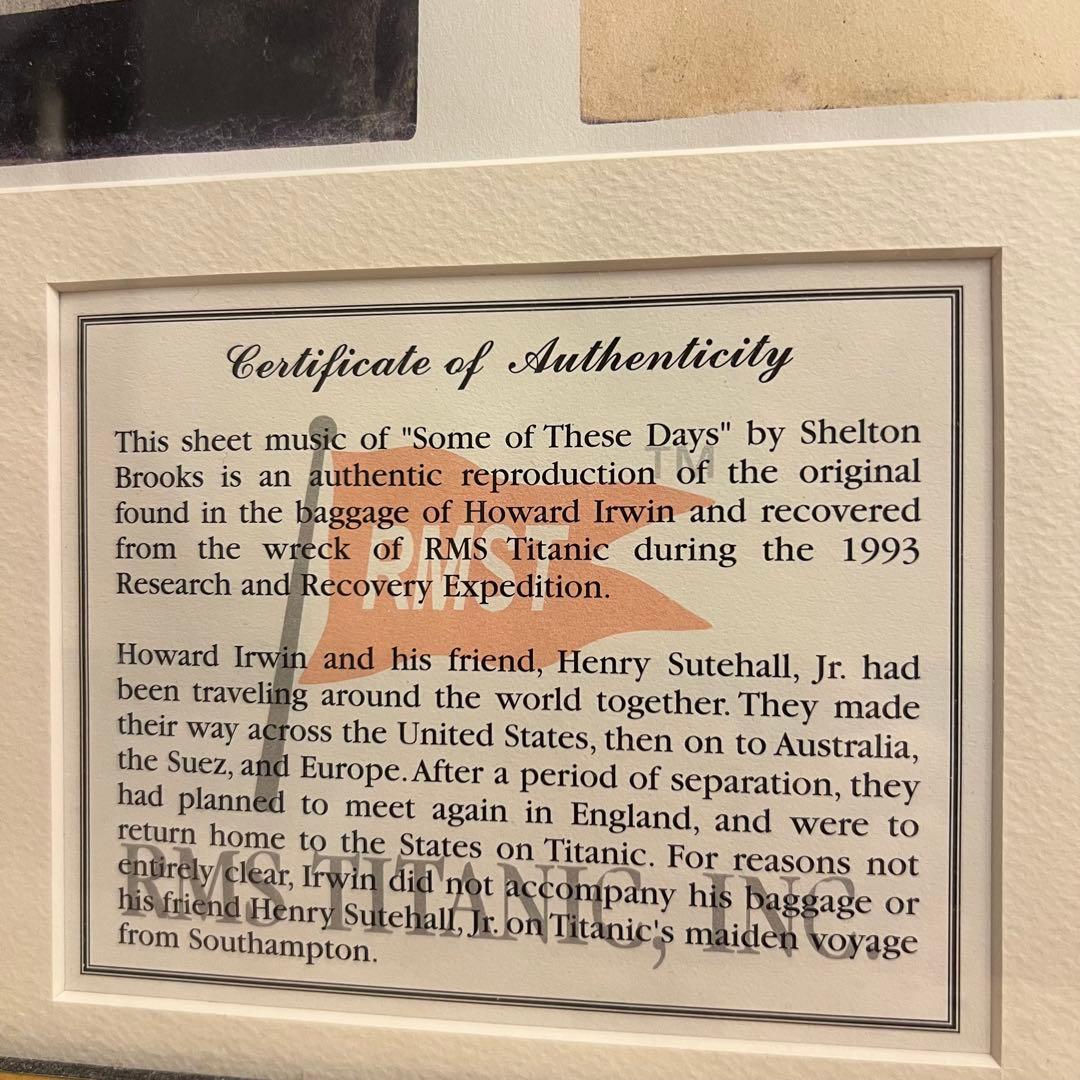 Certificate of Authenticity
This sheet music of "Some of These Days" by Shelton
Brooks is an authentic reproduction of the original
found in the baggage of Howard Irwin and recovered
from the wreck of RMS Titanic during the 1993
Research and Recovery Expedition.
Howard Irwin and his friend, Henry Sutehall, Jr. had
been traveling around the world together. They made
their way across the United States, then on to Australia,
the Suez, and Europe. After a period of separation, they
had planned to meet again in England, and were to
return home to the States on Titanic. For reasons not
entirely clear, Irwin did not accompany his baggage or
his friend Henry Sutehall, Jr. on Titanic's maiden voyage
from Southampton.
RMST
TM
RMS TITANIC, INC.